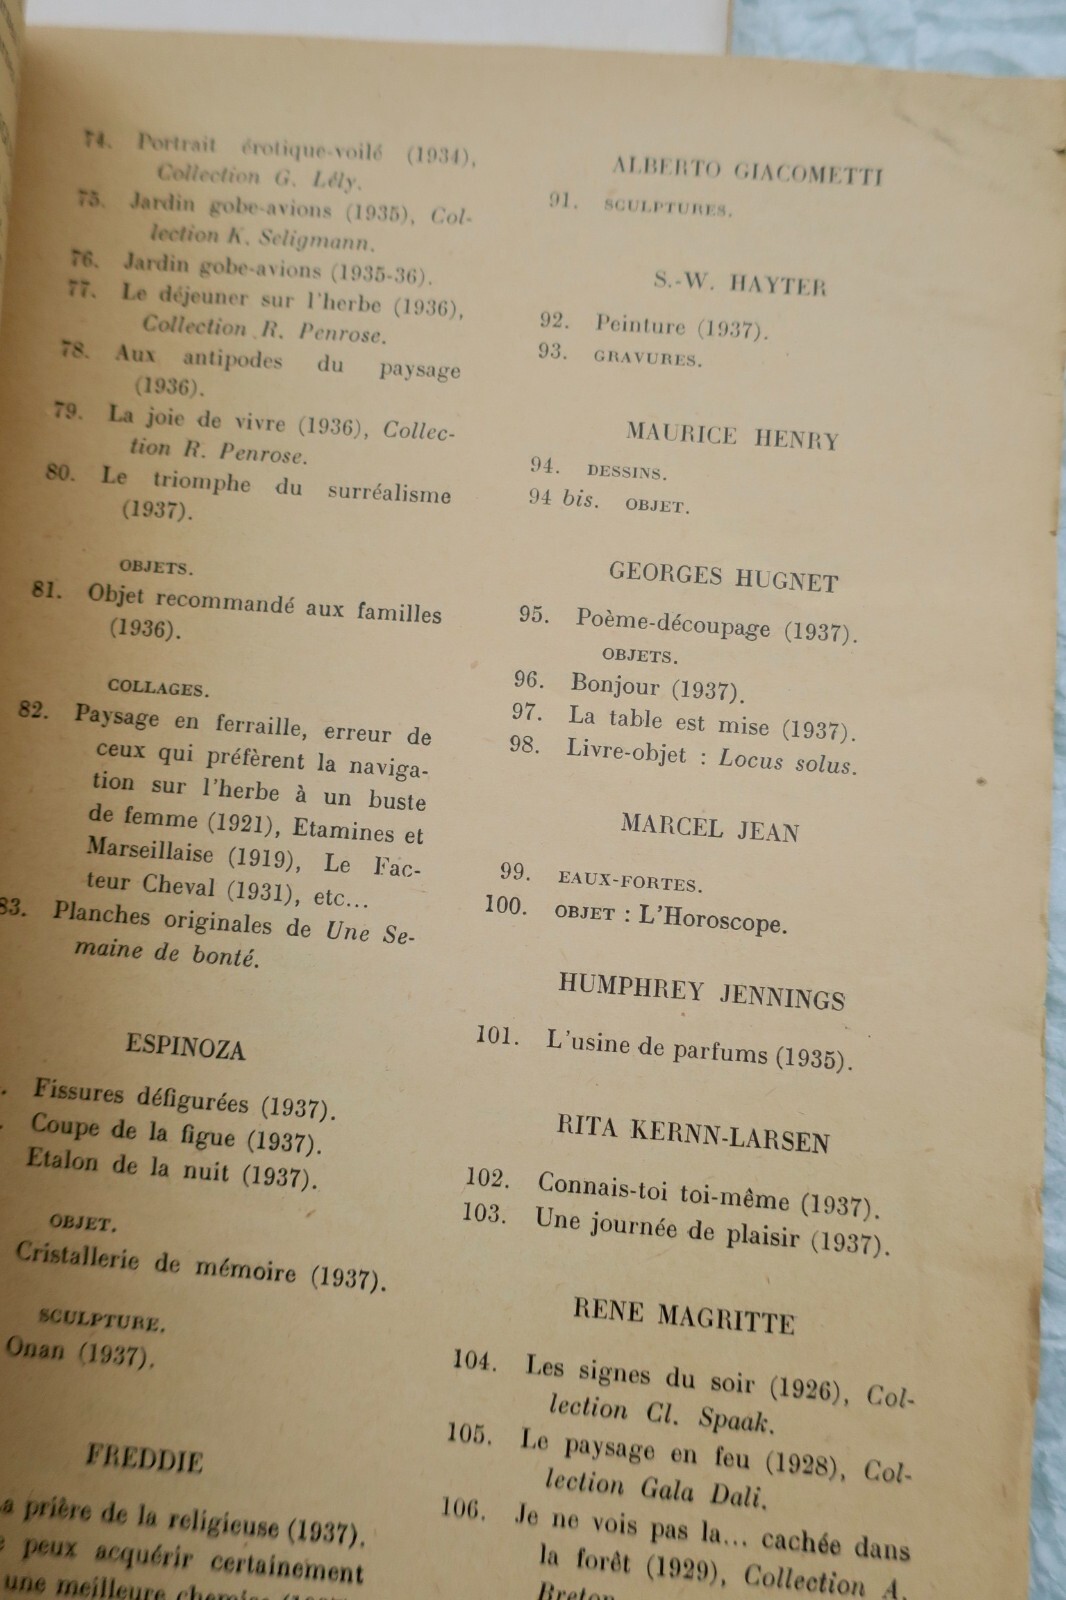 74. Portrait érotique-voilé (1934),
Collection G. Lély.
75. Jardin gobe-avions (1935), Col-
lection K. Seligmann.
76. Jardin gobe-avions (1935-36).
77. Le déjeuner sur l'herbe (1936),
Collection R. Penrose.
78. Aux antipodes du paysage
(1936).
79. La joie de vivre (1936), Collec-
tion R. Penrose.
80. Le triomphe du surréalisme
(1937).
OBJETS.
81. Objet recommandé aux familles
(1936).
COLLAGES.
82. Paysage en ferraille, erreur de
ceux qui préfèrent la naviga-
tion sur l'herbe à un buste
de femme (1921), Etamines et
Marseillaise (1919), Le Fac-
teur Cheval (1931), etc...
83. Planches originales de Une Se-
maine de bonté.
ESPINOZA
. Fissures défigurées (1937).
. Coupe de la figue (1937).
Etalon de la nuit (1937).
OBJET.
Cristallerie de mémoire (1937).
SCULPTURE.
Onan (1937).
FREDDIE
a prière de la religieuse (1937).
e peux acquérir certainement
une meilleure
ALBERTO GIACOMETTI
91. SCULPTURES.
S.-W. HAYTER
92. Peinture (1937).
93. GRAVURES.
MAURICE HENRY
94. DESSINS.
94 bis. OBJET.
GEORGES HUGNET
95. Poème-découpage (1937).
OBJETS.
96. Bonjour (1937).
97. La table est mise (1937).
98. Livre-objet : Locus solus.
MARCEL JEAN
99. EAUX-FORTES.
100. OBJET : L'Horoscope.
HUMPHREY JENNINGS
101. L'usine de parfums (1935).
RITA KERNN-LARSEN
102. Connais-toi toi-même (1937).
103. Une journée de plaisir (1937).
RENE MAGRITTE
104. Les signes du soir (1926), Col-
lection Cl. Spaak.
105. Le paysage en feu (1928), Col-
lection Gala Dali.
106. Je ne vois pas la... cachée dans
la forêt (1929), Collection A.
Breton